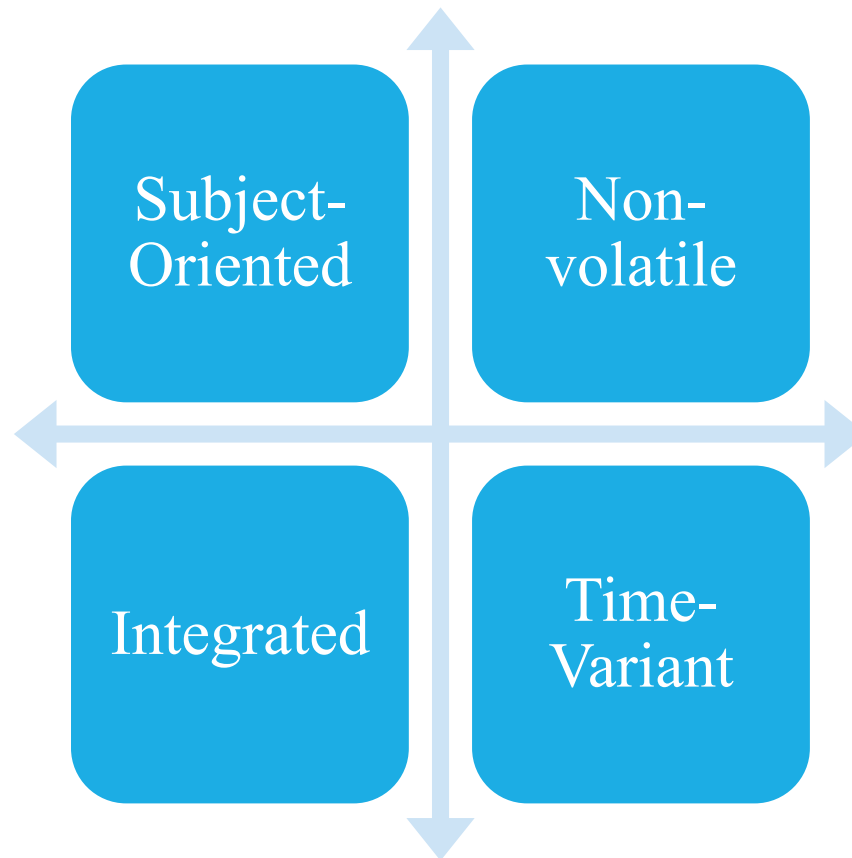 Subject-
Oriented
Non-
volatile
Integrated
Time-
Variant